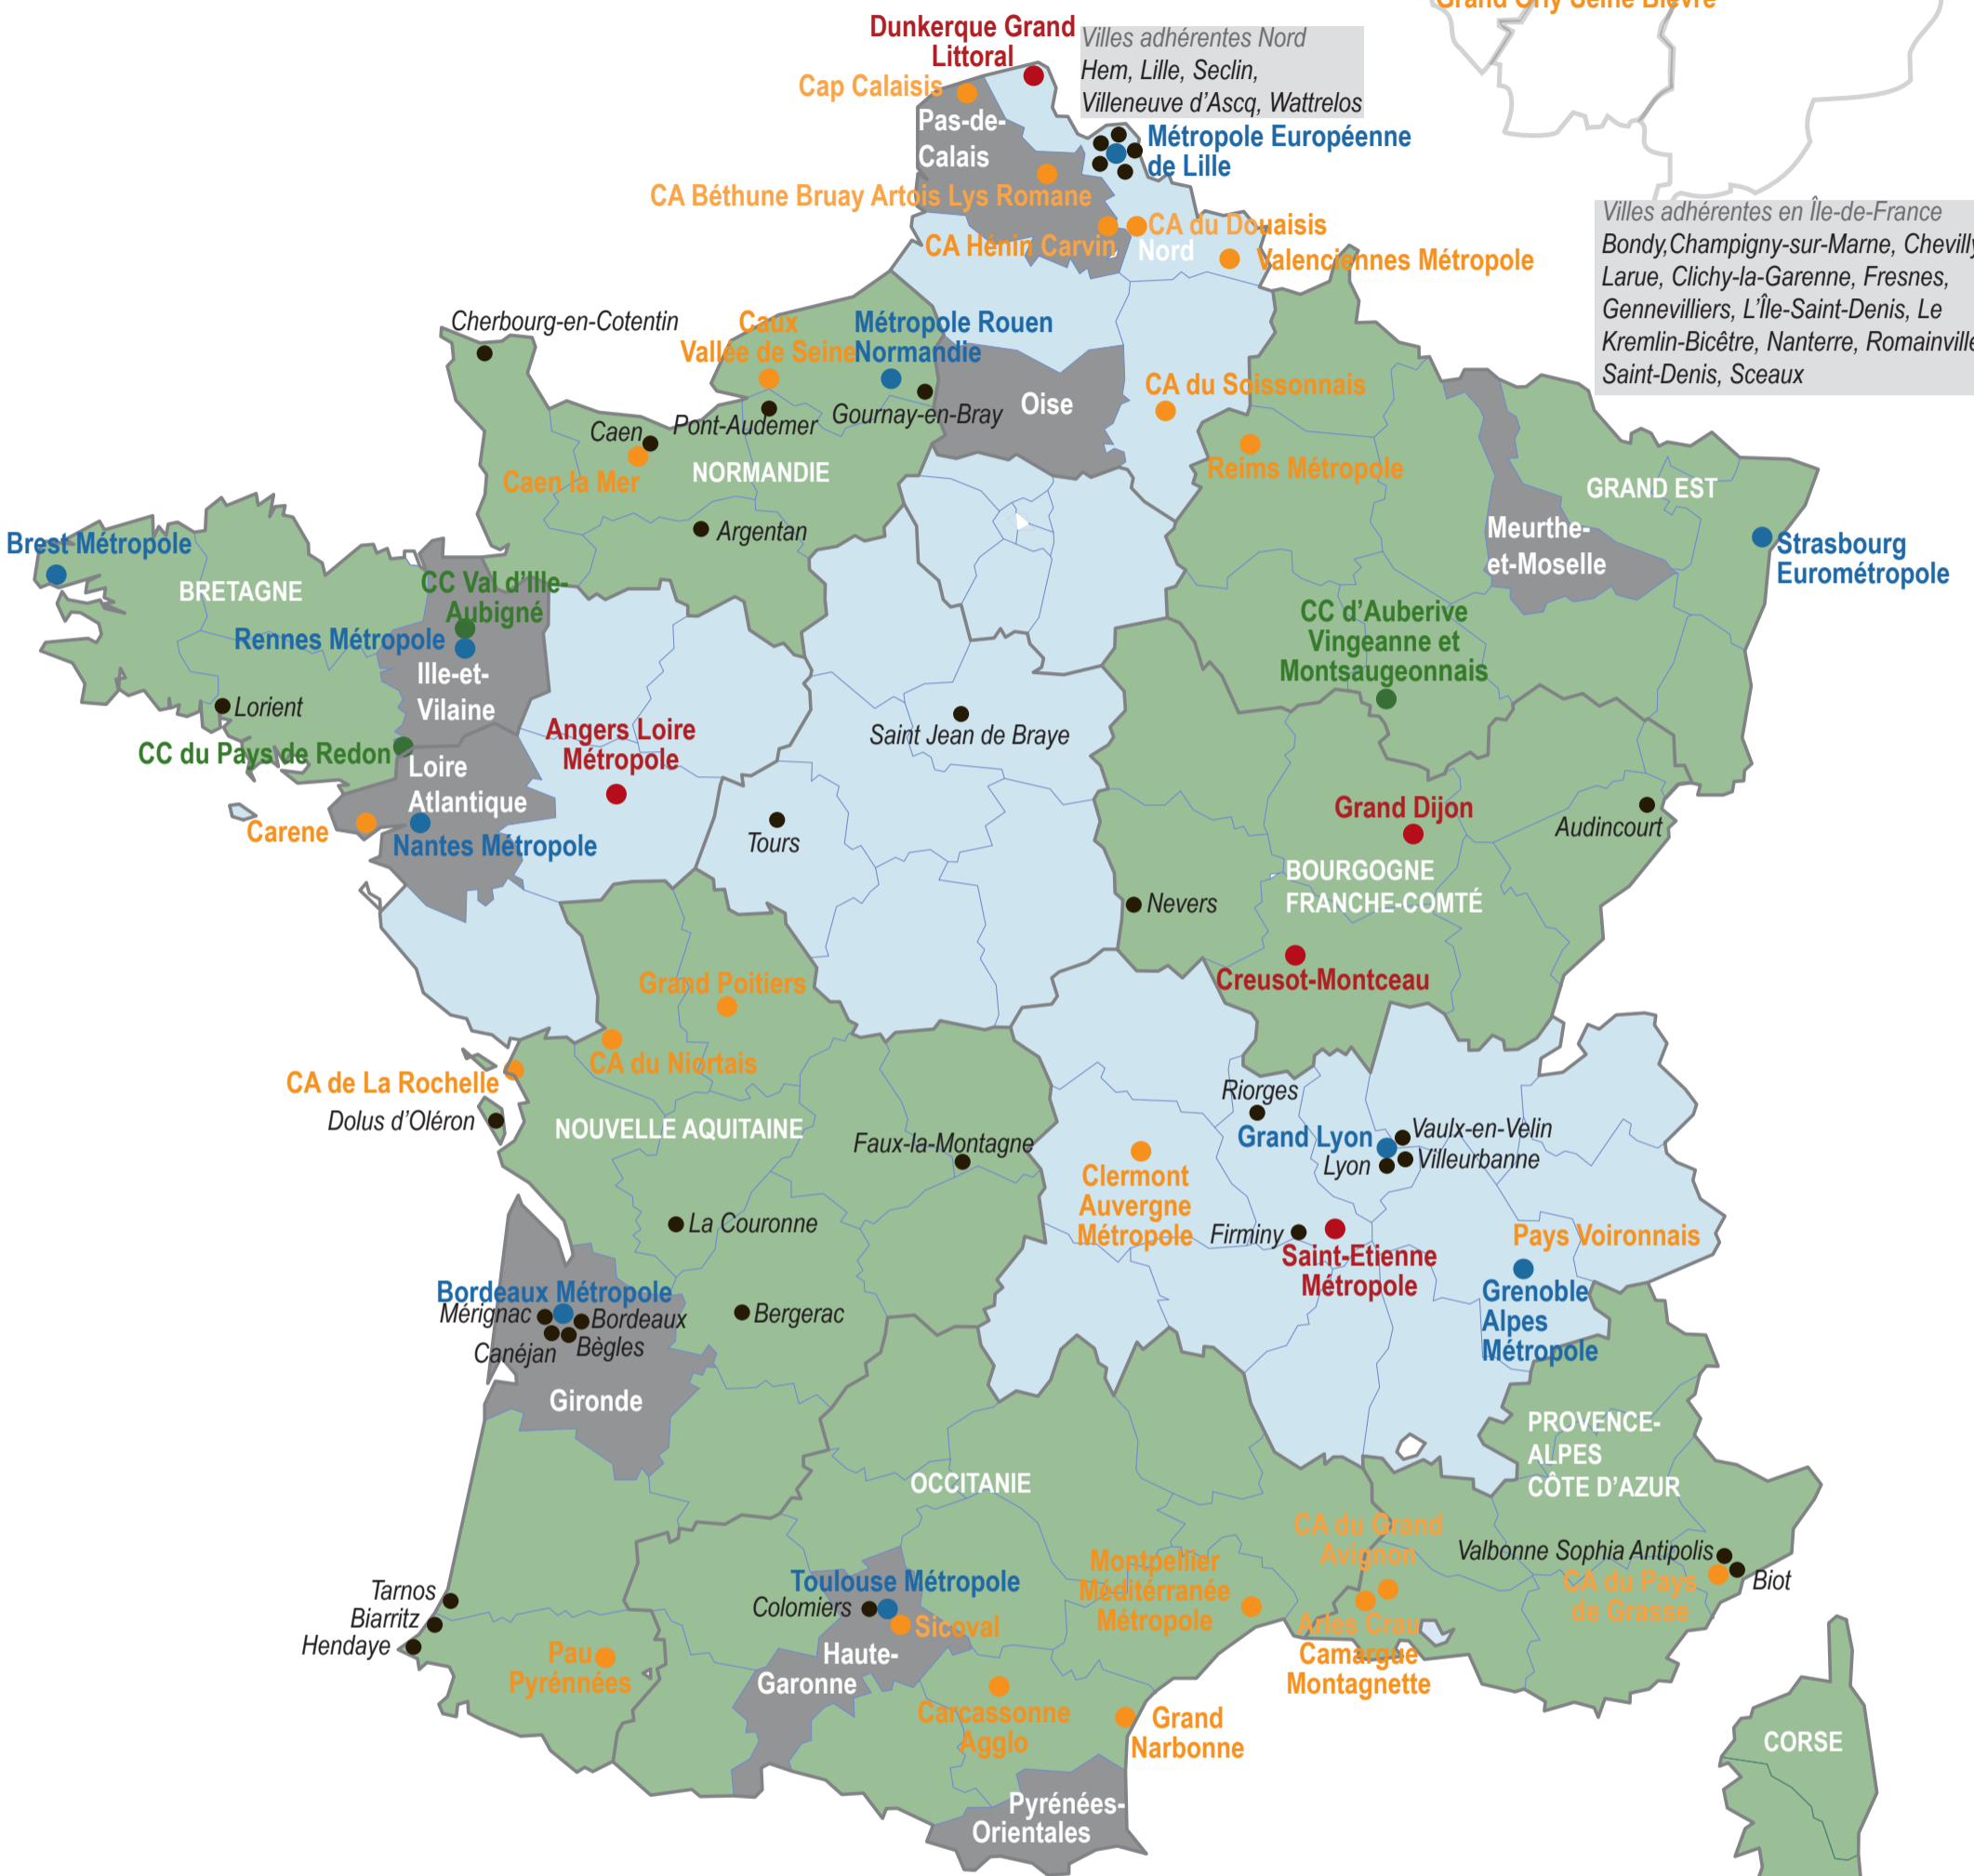 Grand Orly Seine Bièvre
Dunkerque Grand
Littoral
Villes adhérentes Nord
Hem, Lille, Seclin,
Villeneuve d'Ascq, Wattrelos
Cap Calaisis
Pas-de-
Calais
Métropole Européenne
de Lille
CA Béthune Bruay Artois Lys Romane
CA Hénin Carvin
CA du Douaisis
Nord
Valenciennes Métropole
Villes adhérentes en Île-de-France
Bondy,Champigny-sur-Marne, Chevilly
Larue, Clichy-la-Garenne, Fresnes,
Gennevilliers, L'Île-Saint-Denis, Le
Kremlin-Bicêtre, Nanterre, Romainville
Saint-Denis, Sceaux
Cherbourg-en-Cotentin
Caux
Vallée de Seine
Métropole Rouen
Normandie
Oise
CA du Soissonnais
Gournay-en-Bray
Pont-Audemer
Caen
Caen la Mer
NORMANDIE
Reims Métropole
GRAND EST
Argentan
Meurthe-
et-Moselle
Strasbourg
Eurométropole
Brest Métropole
BRETAGNE
CC Val d'Ille-
Aubigné
Rennes Métropole
Ille-et-
Vilaine
CC d'Auberive
Vingeanne et
Montsaugeonnais
Lorient
CC du Pays de Redon
Angers Loire
Métropole
Saint Jean de Braye
Loire
Atlantique
Carene
Nantes Métropole
Tours
Grand Dijon
Audincourt
BOURGOGNE
FRANCHE-COMTÉ
Nevers
Creusot-Montceau
Grand Poitiers
CA du Niortais
CA de La Rochelle
Dolus d'Oléron
NOUVELLE AQUITAINE
Faux-la-Montagne
Riorges
Grand Lyon
Vaulx-en-Velin
Lyon
Villeurbanne
Clermont
Auvergne
Métropole
La Couronne
Firminy
Saint-Etienne
Métropole
Pays Voironnais
Grenoble
Alpes
Métropole
Bordeaux Métropole
Mérignac
Bordeaux
Canéjan
Bègles
Bergerac
Gironde
PROVENCE-
ALPES
CÔTE D'AZUR
OCCITANIE
CA du Grand
Avignon
Valbonne Sophia Antipolis
CA du Pays
de Grasse
Biot
Montpellier
Méditérranée
Métropole
Toulouse Métropole
Colomiers
Sicoval
Arles Crau
Camargue
Montagnette
Tarnos
Biarritz
Hendaye
Pau
Pyrénnées
Haute-
Garonne
Carcassonne
Agglo
Grand
Narbonne
CORSE
Pyrénées-
Orientales